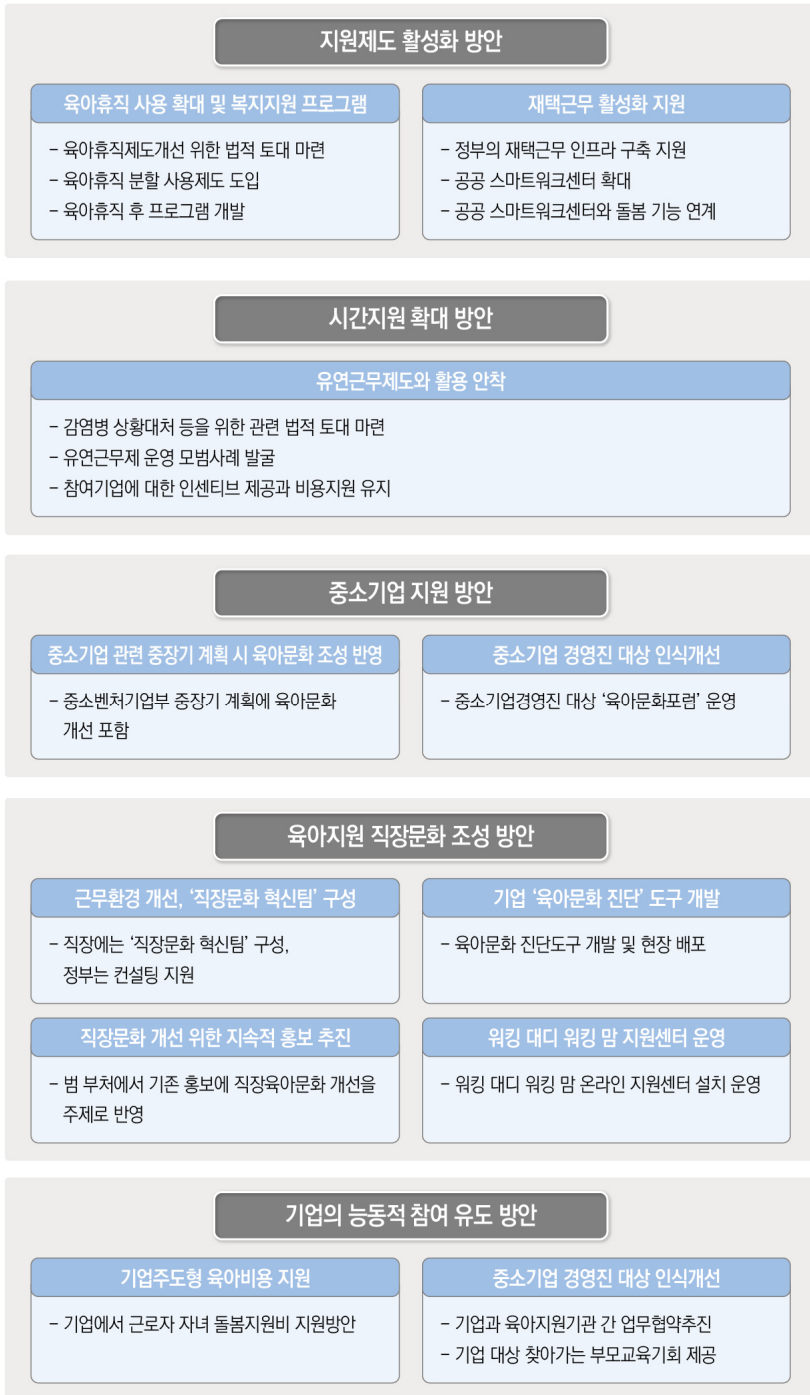 지원제도 활성화 방안
육아휴직 사용 확대 및 복지지원 프로그램
- 육아휴직제도개선 위한 법적 토대 마련
- 육아휴직 분할 사용제도 도입
- 육아휴직 후 프로그램 개발
재택근무 활성화 지원
- 정부의 재택근무 인프라 구축 지원
- 공공 스마트워크센터 확대
- 공공 스마트워크센터와 돌봄 기능 연계
시간지원 확대 방안
유연근무제도와 활용 안착
- 감염병 상황대처 등을 위한 관련 법적 토대 마련
- 유연근무제 운영 모범사례 발굴
- 참여기업에 대한 인센티브 제공과 비용지원 유지
중소기업 지원 방안
중소기업 관련 중장기 계획 시 육아문화 조성 반영
- 중소벤처기업부 중장기 계획에 육아문화
개선 포함
중소기업 경영진 대상 인식개선
- 중소기업경영진 대상 ‘육아문화포럼’ 운영
육아지원 직장문화 조성 방안
근무환경 개선, ‘직장문화 혁신팀’ 구성
- 직장에는 ‘직장문화 혁신팀’ 구성,
정부는 컨설팅 지원
기업 ‘육아문화 진단’ 도구 개발
- 육아문화 진단도구 개발 및 현장 배포
직장문화 개선 위한 지속적 홍보 추진
- 범 부처에서 기존 홍보에 직장육아문화 개선을
주제로 반영
워킹 대디 워킹 맘 지원센터 운영
- 워킹 대디 워킹 맘 온라인 지원센터 설치 운영
기업의 능동적 참여 유도 방안
기업주도형 육아비용 지원
- 기업에서 근로자 자녀 돌봄지원비 지원방안
중소기업 경영진 대상 인식개선
- 기업과 육아지원기관 간 업무협약추진
- 기업 대상 찾아가는 부모교육기회 제공